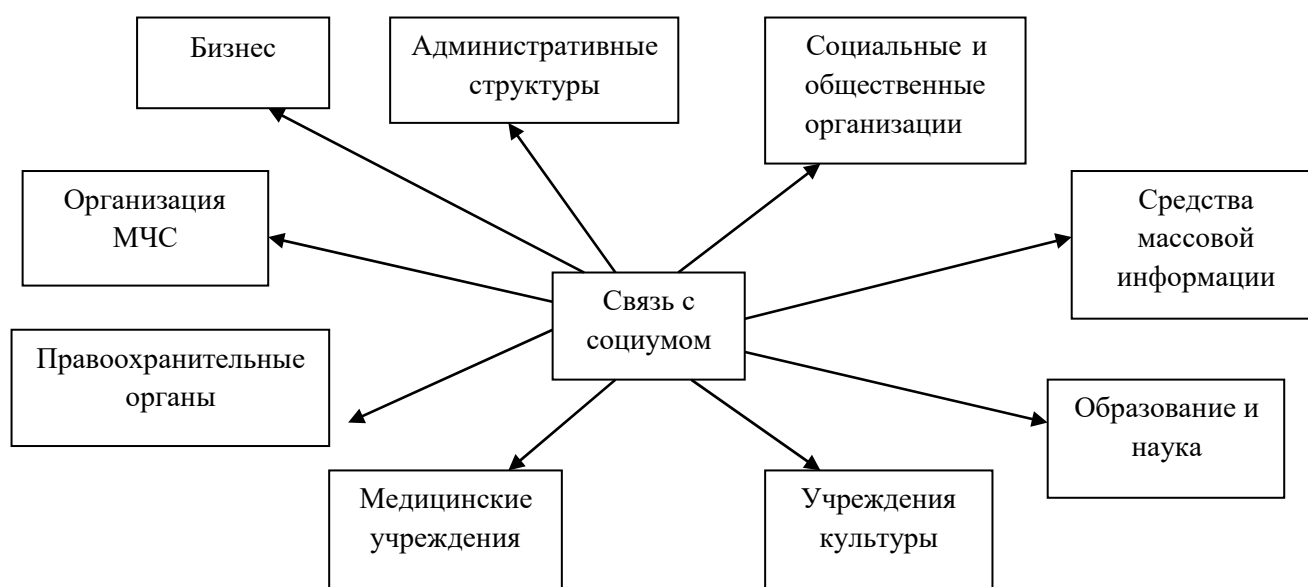 Бизнес
Административные
структуры
Социальные и
общественные
организации
Организация
МЧС
Средства
массовой
информации
Связь с
социумом
Правоохранительные
органы
Образование и
наука
Медицинские
учреждения
Учреждения
культуры